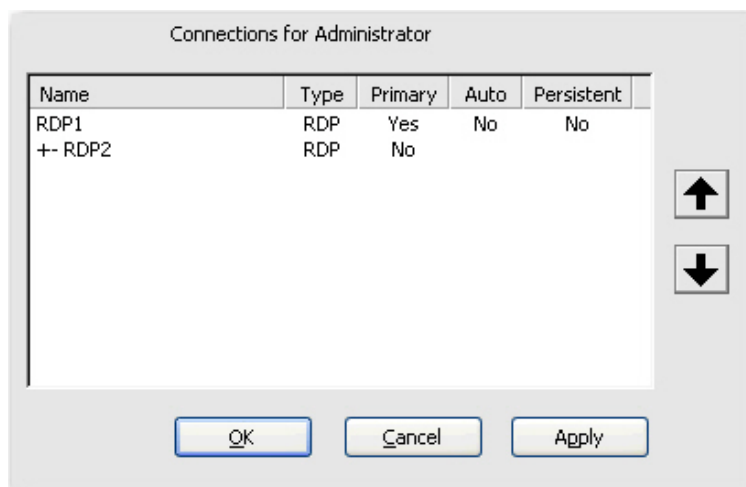 Connections for Administrator
Name Type Primary Auto Persistent
RDP1 RDP Yes No No
+- RDP2 RDP No
OK Cancel Apply